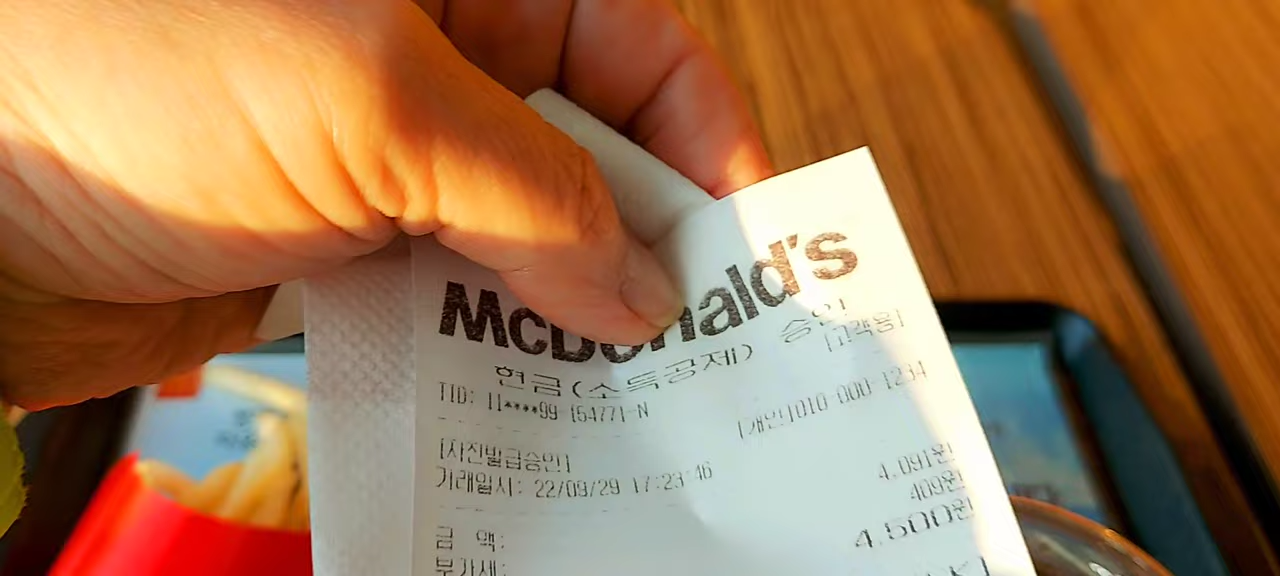 McDonald's
현금(소득공제) 승인
[고객용]
TID: 11****99 [5477]-N
[개인]010-000-1234
[자진발급승인]
거래일시: 22/09/29 17:23:46
금 액: 4,091원
부가세: 409원
4,500원